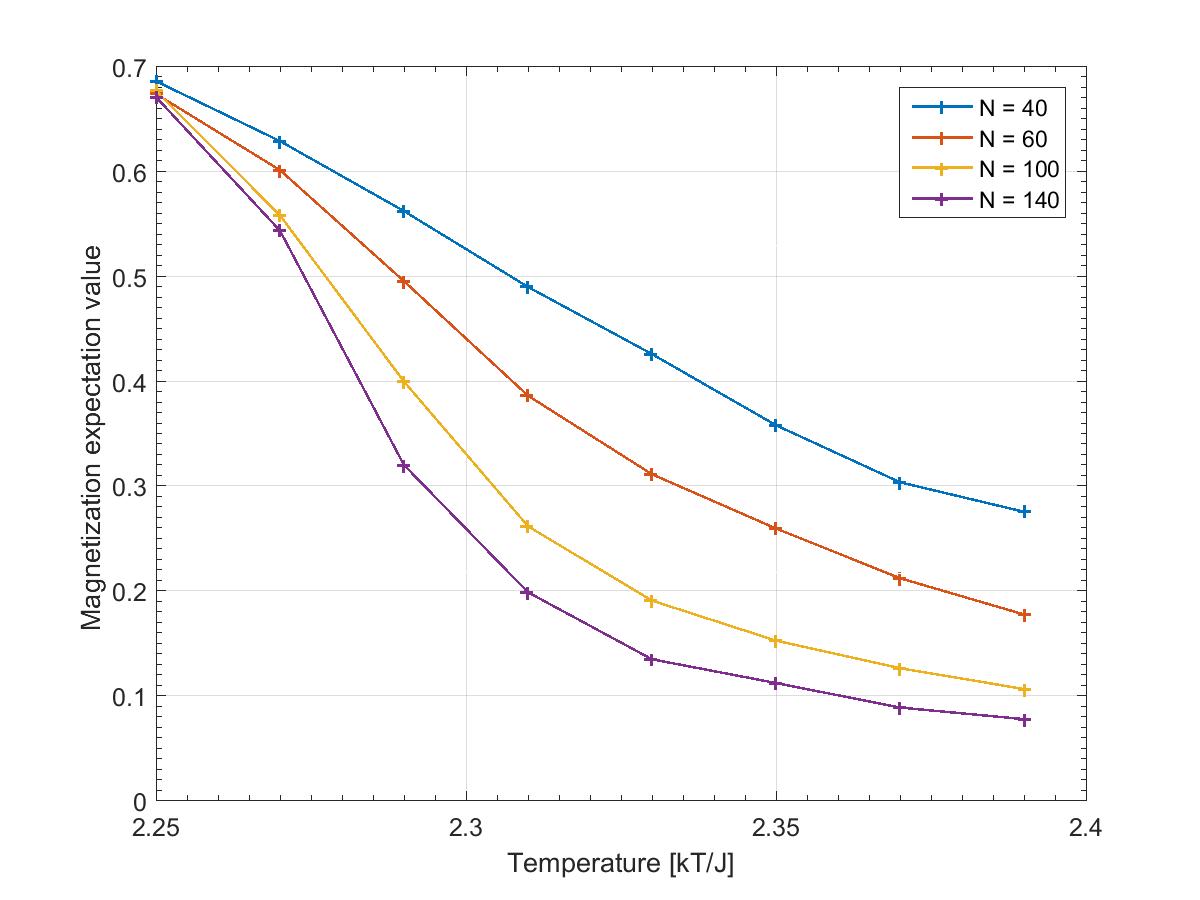 0.7
0.6
0.5
0.4
0.3
0.2
0.1
0
2.25
2.3
2.35
2.4
Magnetization expectation value
Temperature [kT/J]
N = 40
N = 60
N = 100
N = 140